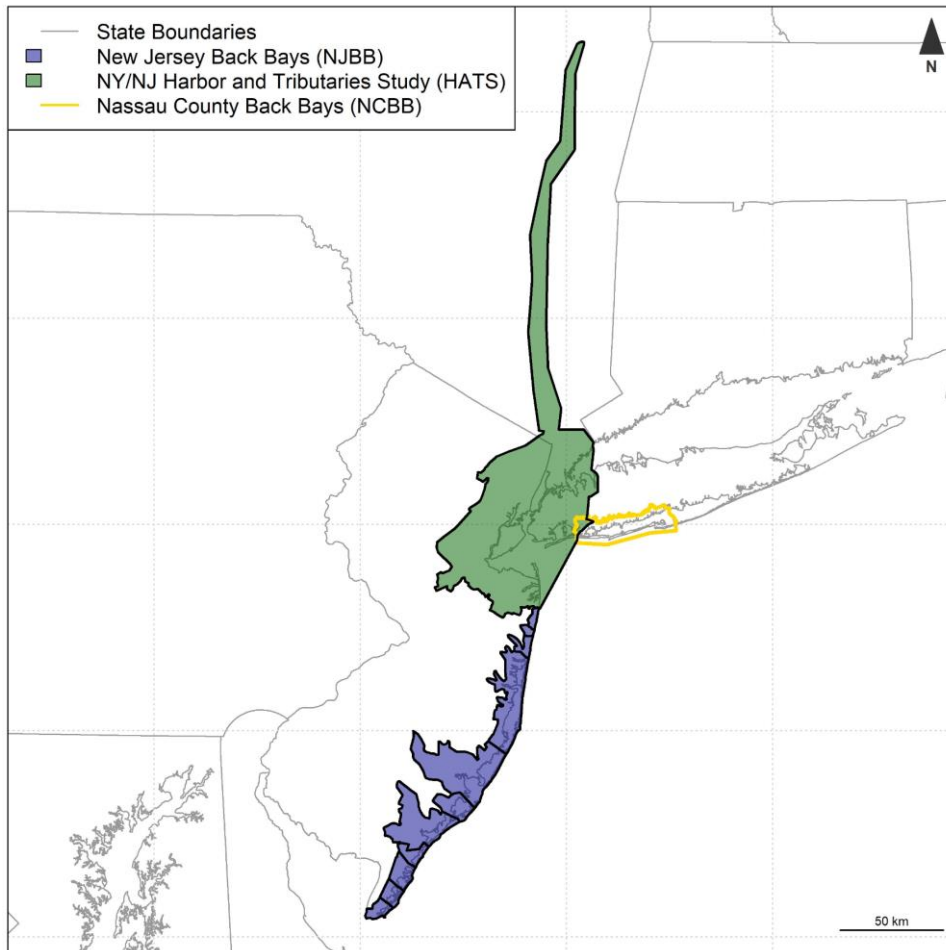 State Boundaries
New Jersey Back Bays (NJBB)
NY/NJ Harbor and Tributaries Study (HATS)
Nassau County Back Bays (NCBB)
N
50 km